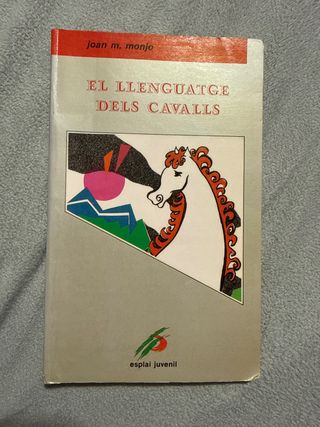 joan m. monjo
EL LLENGUATGE
DELS CAVALLS
esplai juvenil